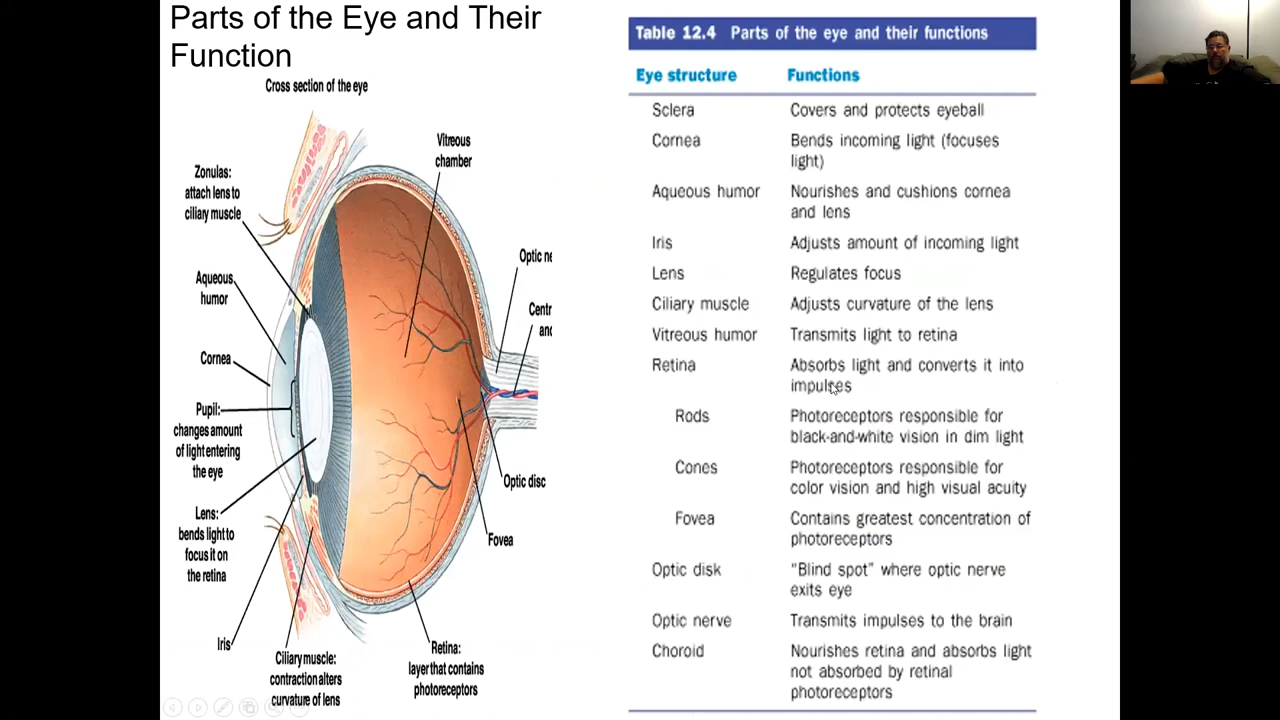 Parts of the Eye and Their
Function
Cross section of the eye
Vitreous
chamber
Zonulas:
attach lens to
ciliary muscle
Optic
Aqueous
humor
and
Cornea
Pupil:
changes amount
of light entering
the eye
Optic disc
Lens:
bends light to
focus it on
the retina
Fovea
Iris
Ciliary muscle:
contraction alters
curvature of lens
Retina:
layer that contains
photoreceptors
Table 12.4 Parts of the eye and their functions
Eye structure Functions
Sclera Covers and protects eyeball
Cornea Bends incoming light (focuses
light)
Aqueous humor Nourishes and cushions cornea
and lens
Iris Adjusts amount of incoming light
Lens Regulates focus
Ciliary muscle Adjusts curvature of the lens
Vitreous humor Transmits light to retina
Retina Absorbs light and converts it into
impulses
Rods Photoreceptors responsible for
black-and-white vision in dim light
Cones Photoreceptors responsible for
color vision and high visual acuity
Fovea Contains greatest concentration of
photoreceptors
Optic disk "Blind spot" where optic nerve
exits eye
Optic nerve Transmits impulses to the brain
Choroid Nourishes retina and absorbs light
not absorbed by retinal
photoreceptors